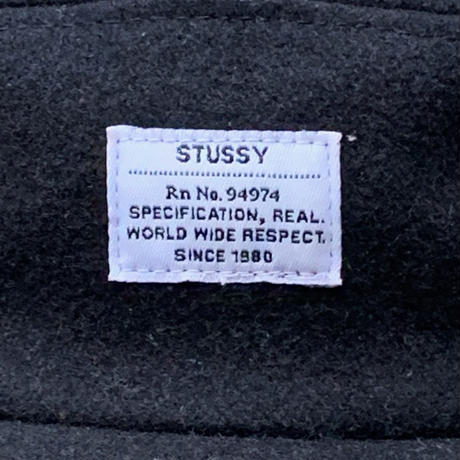 STUSSY
Rn No. 94974
SPECIFICATION, REAL.
WORLD WIDE RESPECT.
SINCE 1980